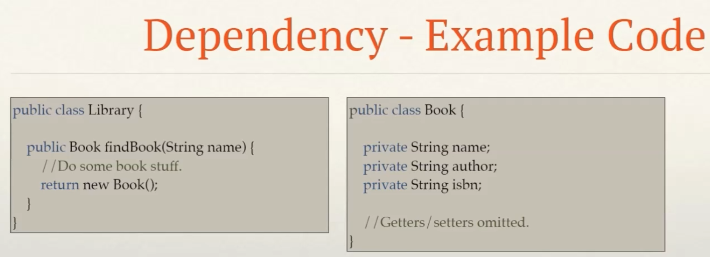 Dependency - Example Code
public class Library {
public Book findBook(String name) {
//Do some book stuff.
return new Book();
}
}
public class Book {
private String name;
private String author;
private String isbn;
//Getters/setters omitted.
}